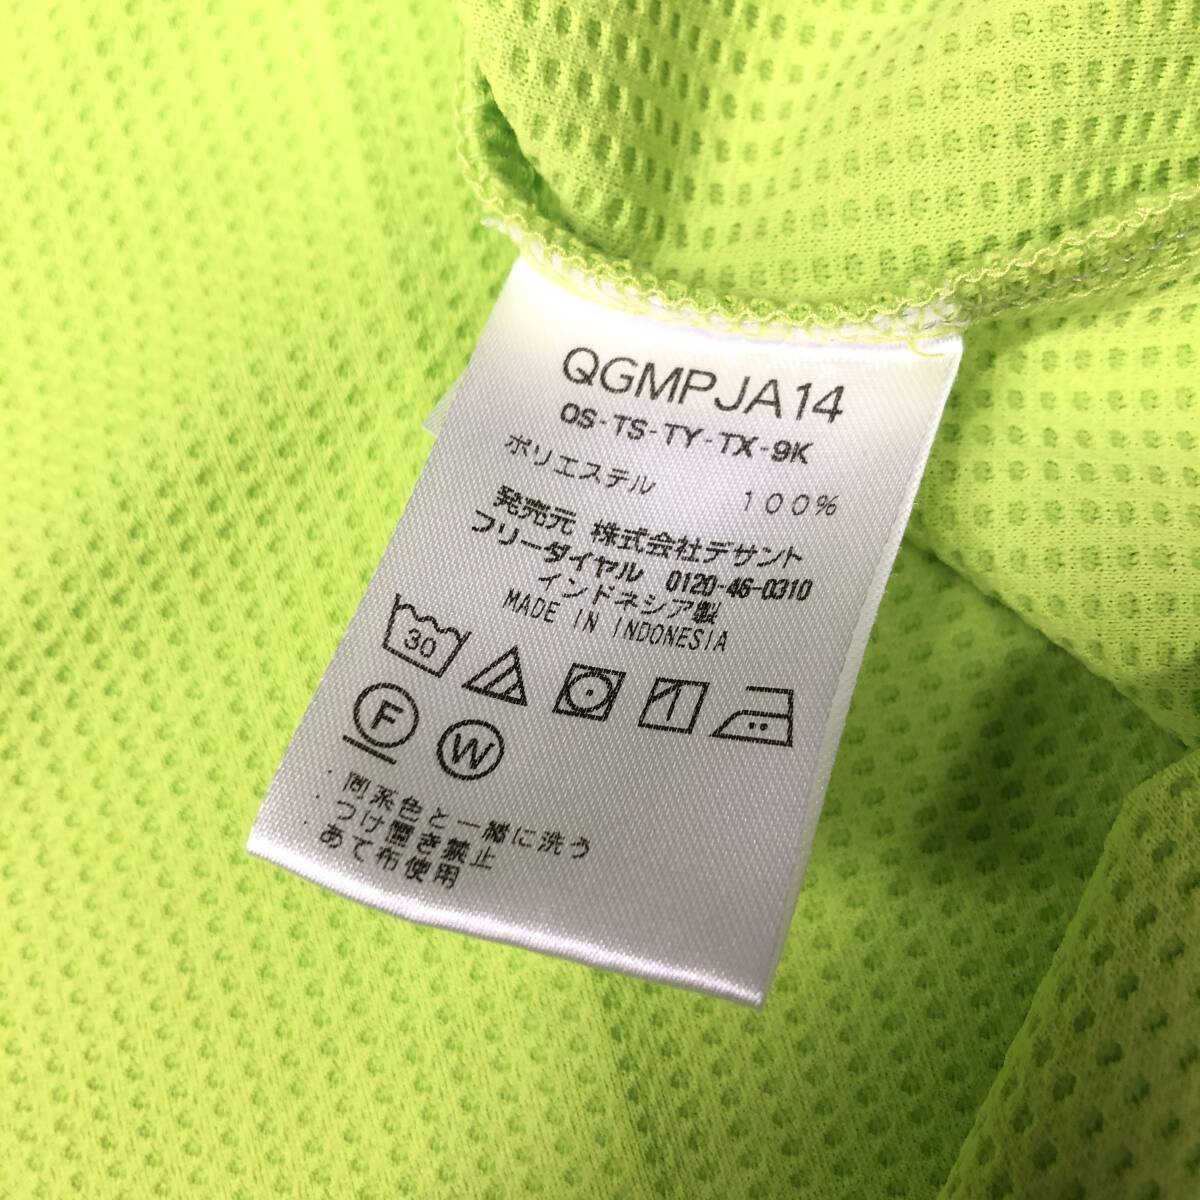 QGMPJA14
OS-TS-TY-TX-9K
ポリエステル 100%
発売元 株式会社デサント
フリーダイヤル 0120-46-0310
インドネシア製
MADE IN INDONESIA
30
F W
同系色と一緒に洗う
つけ置き禁止
あて布使用